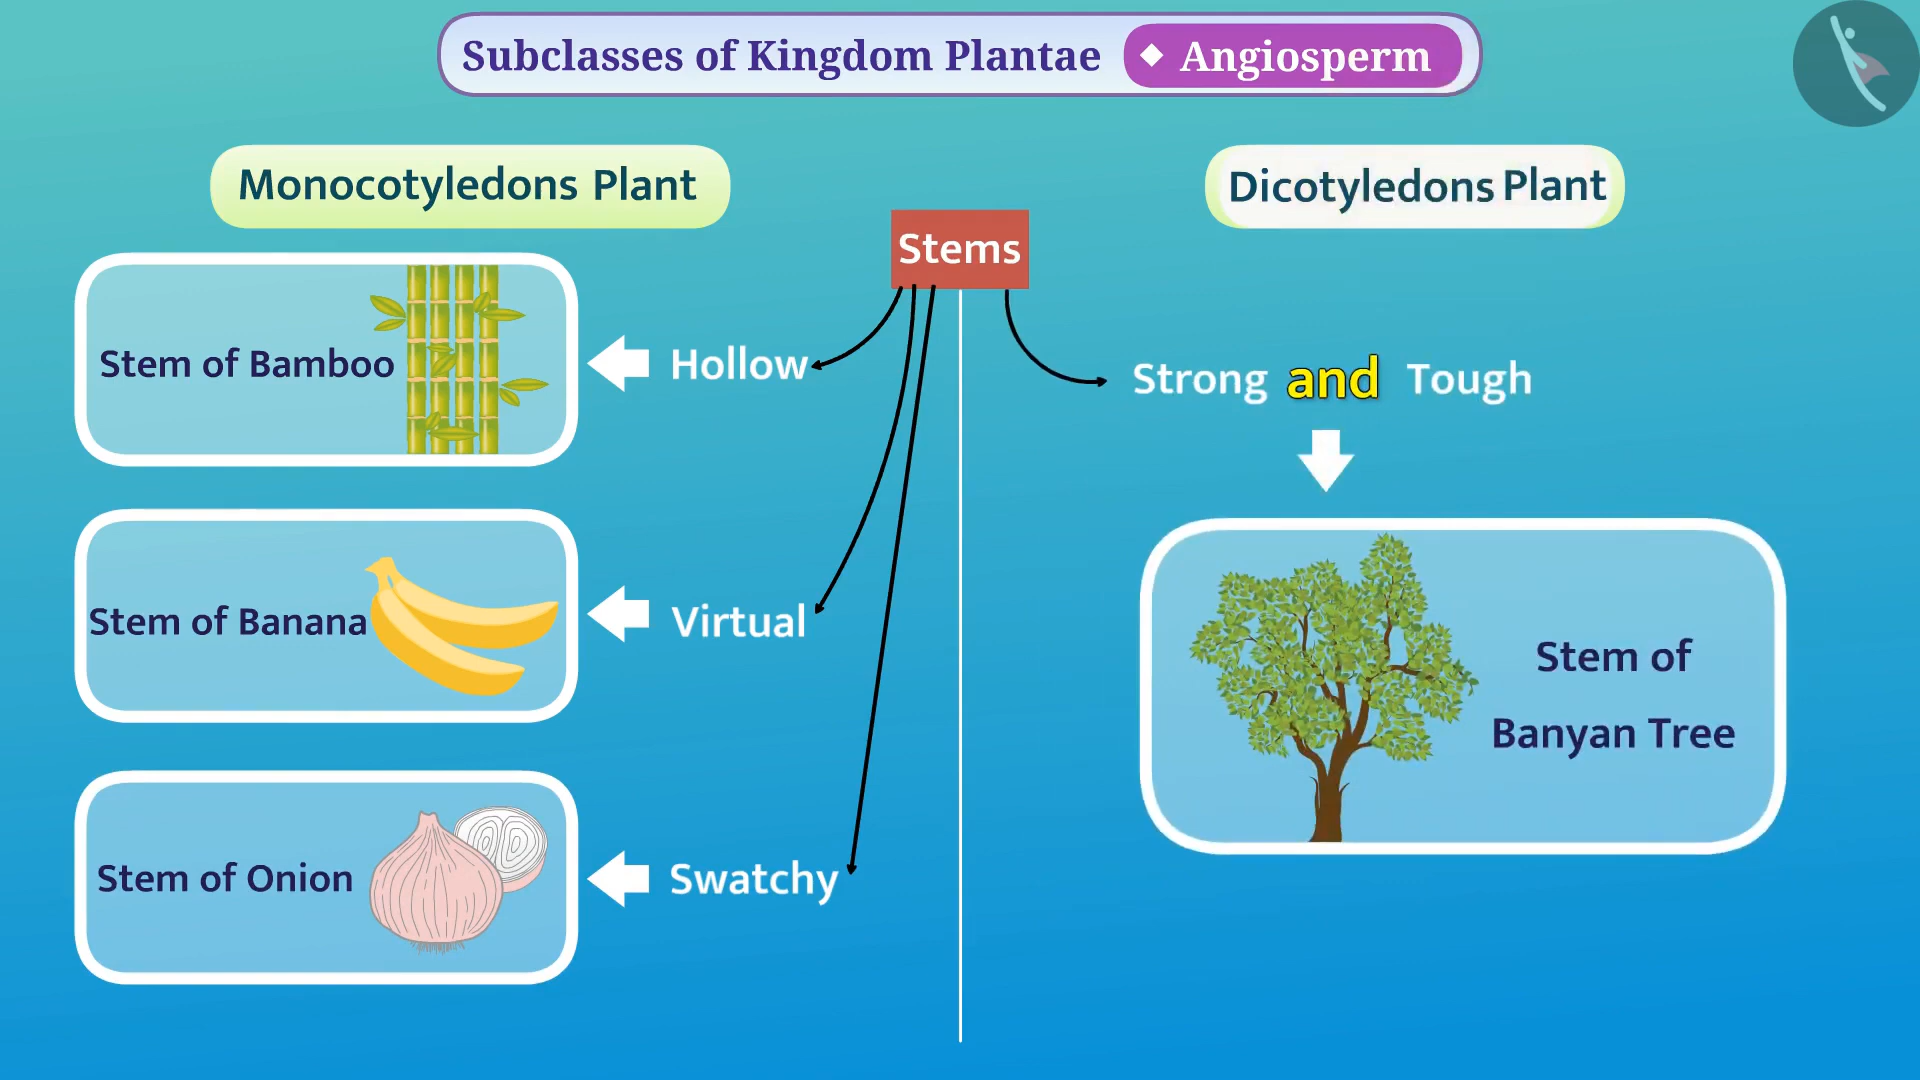 Subclasses of Kingdom Plantae ◆ Angiosperm
Monocotyledons Plant
Dicotyledons Plant
Stems
Stem of Bamboo
Hollow
Strong and Tough
Stem of Banana
Virtual
Stem of
Banyan Tree
Stem of Onion
Swatchy